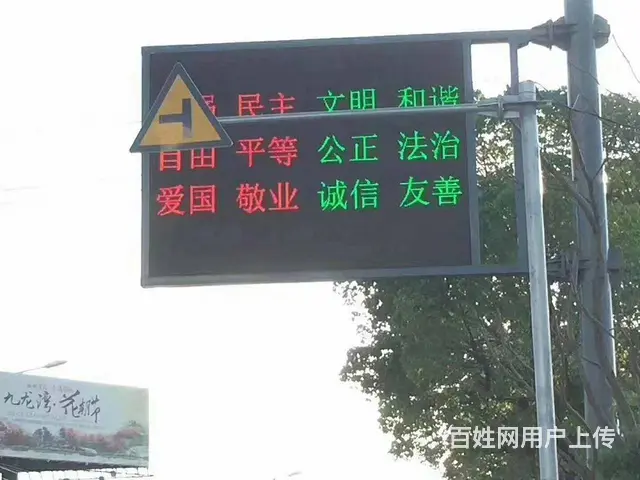 民主 文明 和谐
自由 平等 公正 法治
爱国 敬业 诚信 友善
九龙湾·花朝节
百姓网用户上传